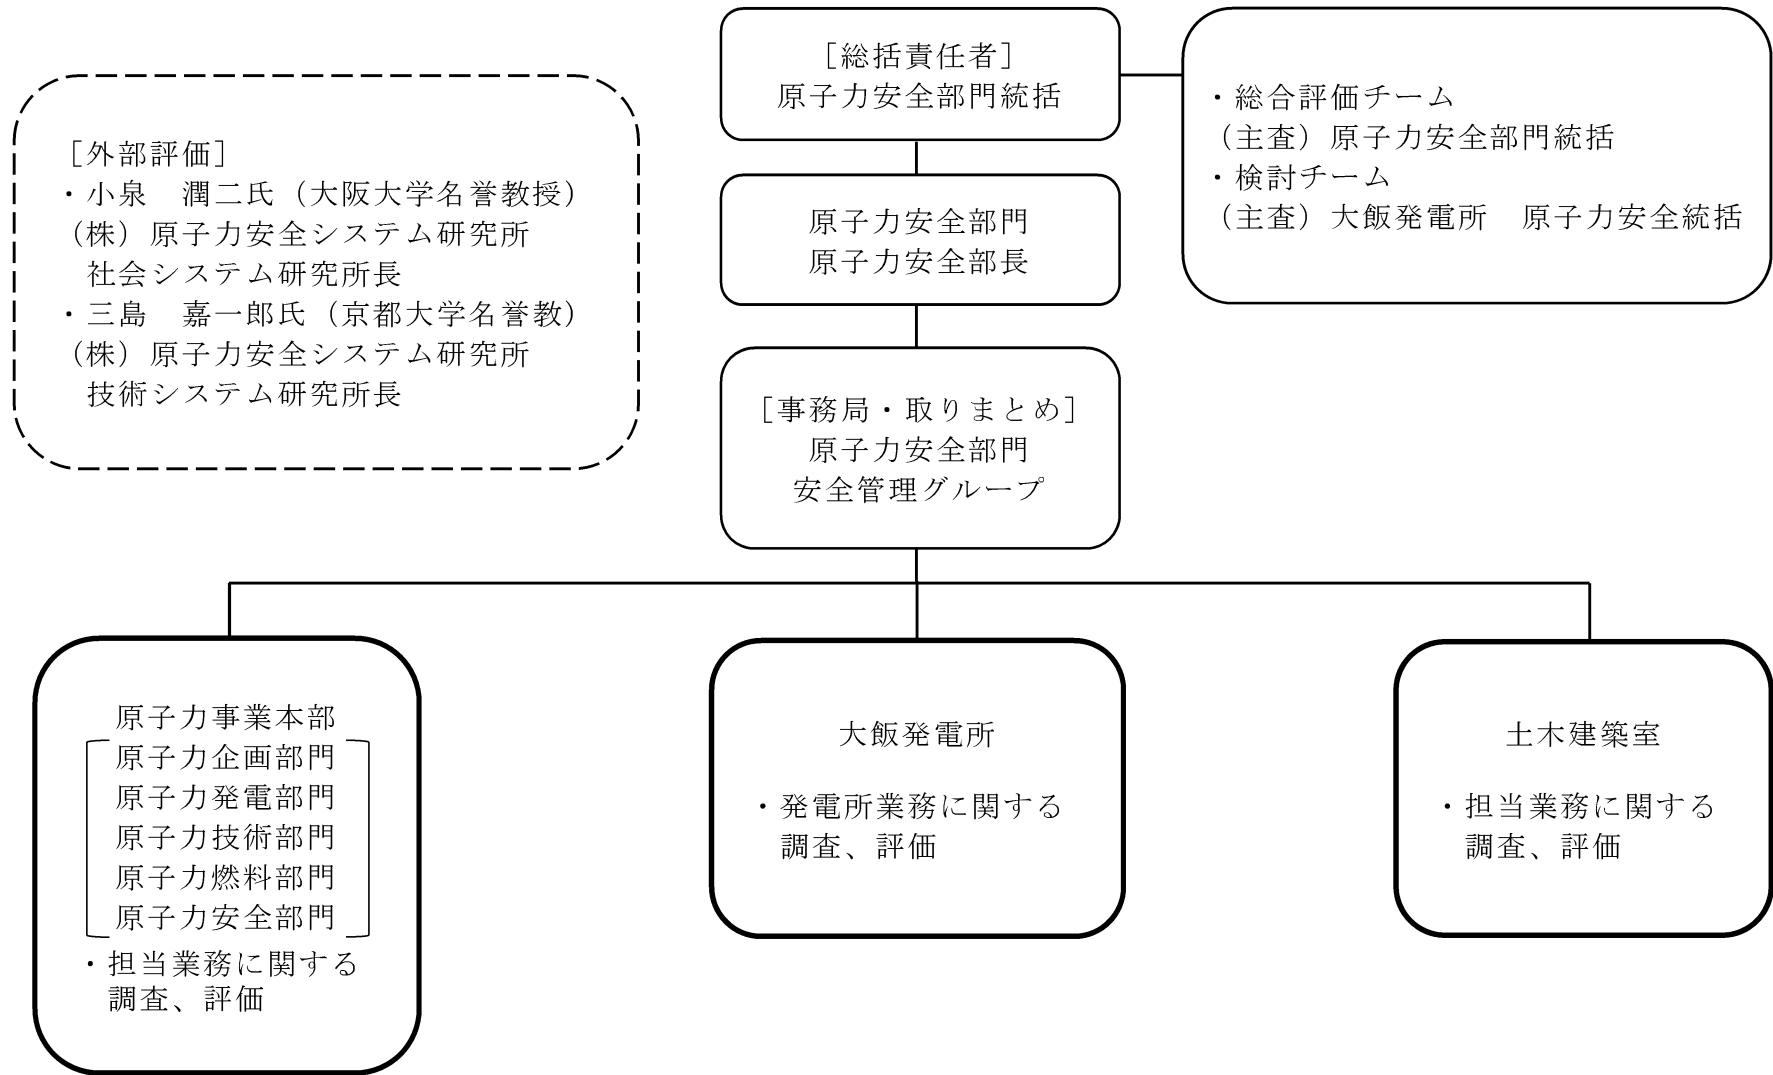 ［総括責任者］
原子力安全部門統括
・総合評価チーム
（主査）原子力安全部門統括
・検討チーム
（主査）大飯発電所　原子力安全統括
［外部評価］
・小泉　潤二氏（大阪大学名誉教授）
（株）原子力安全システム研究所
社会システム研究所長
・三島　嘉一郎氏（京都大学名誉教）
（株）原子力安全システム研究所
技術システム研究所長
原子力安全部門
原子力安全部長
［事務局・取りまとめ］
原子力安全部門
安全管理グループ
原子力事業本部
原子力企画部門
原子力発電部門
原子力技術部門
原子力燃料部門
原子力安全部門
・担当業務に関する
調査、評価
大飯発電所
・発電所業務に関する
調査、評価
土木建築室
・担当業務に関する
調査、評価